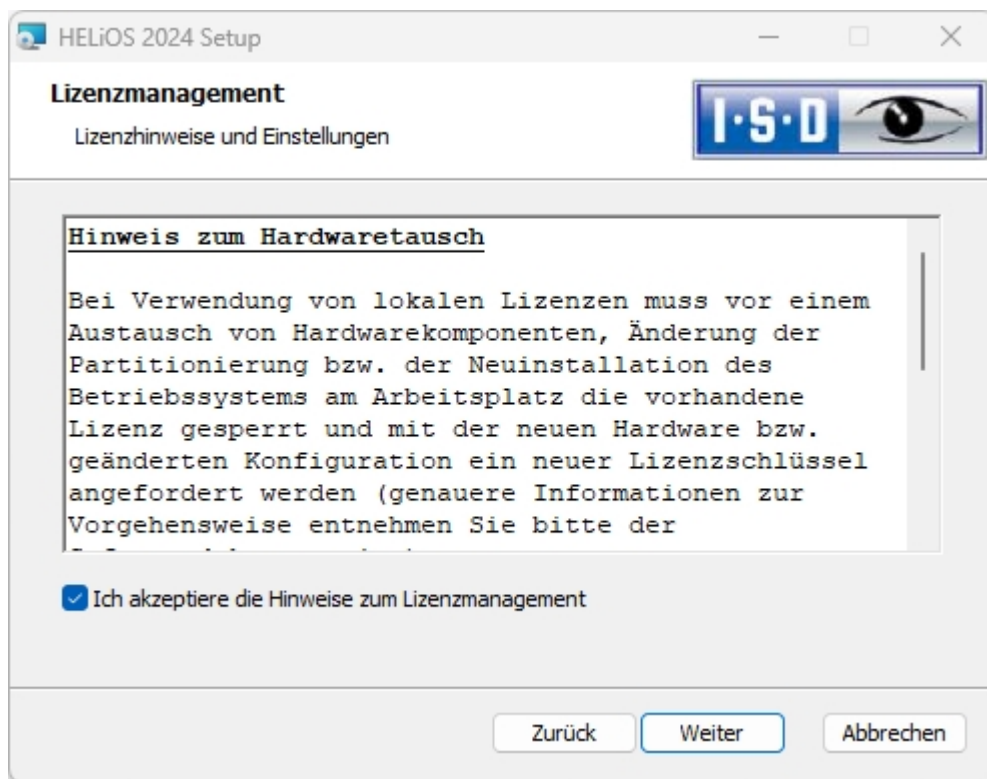 HELiOS 2024 Setup
Lizenzmanagement
Lizenzhinweise und Einstellungen
I·S·D
Hinweis zum Hardwaretausch
Bei Verwendung von lokalen Lizenzen muss vor einem
Austausch von Hardwarekomponenten, Änderung der
Partitionierung bzw. der Neuinstallation des
Betriebssystems am Arbeitsplatz die vorhandene
Lizenz gesperrt und mit der neuen Hardware bzw.
geänderten Konfiguration ein neuer Lizenzschlüssel
angefordert werden (genauere Informationen zur
Vorgehensweise entnehmen Sie bitte der
Ich akzeptiere die Hinweise zum Lizenzmanagement
Zurück
Weiter
Abbrechen